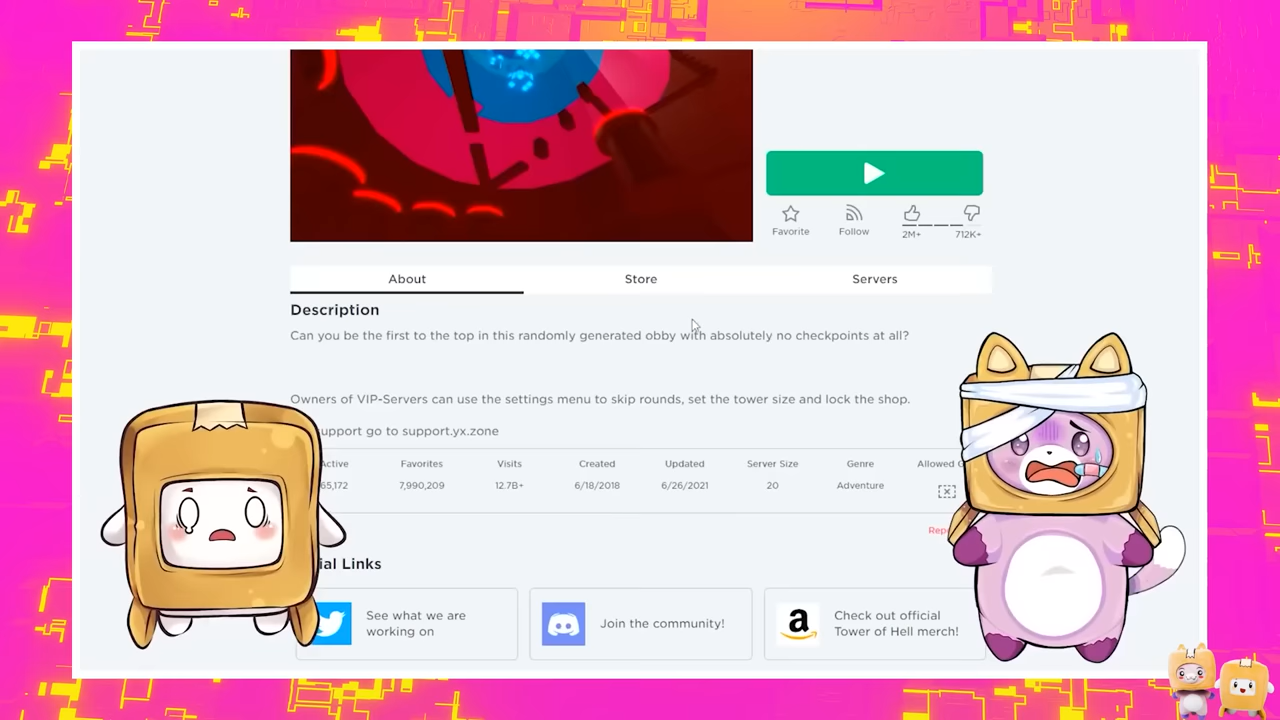 Favorite
Follow
2M+
712K+
About
Store
Servers
Description
Can you be the first to the top in this randomly generated obby with absolutely no checkpoints at all?
Owners of VIP-Servers can use the settings menu to skip rounds, set the tower size and lock the shop.
upport go to support.yx.zone
Active Favorites Visits Created Updated Server Size Genre Allowed
65,172 7,990,209 12.7B+ 6/18/2018 6/26/2021 20 Adventure
Links
See what we are
working on
Join the community!
a
Check out official
Tower of Hell merch!